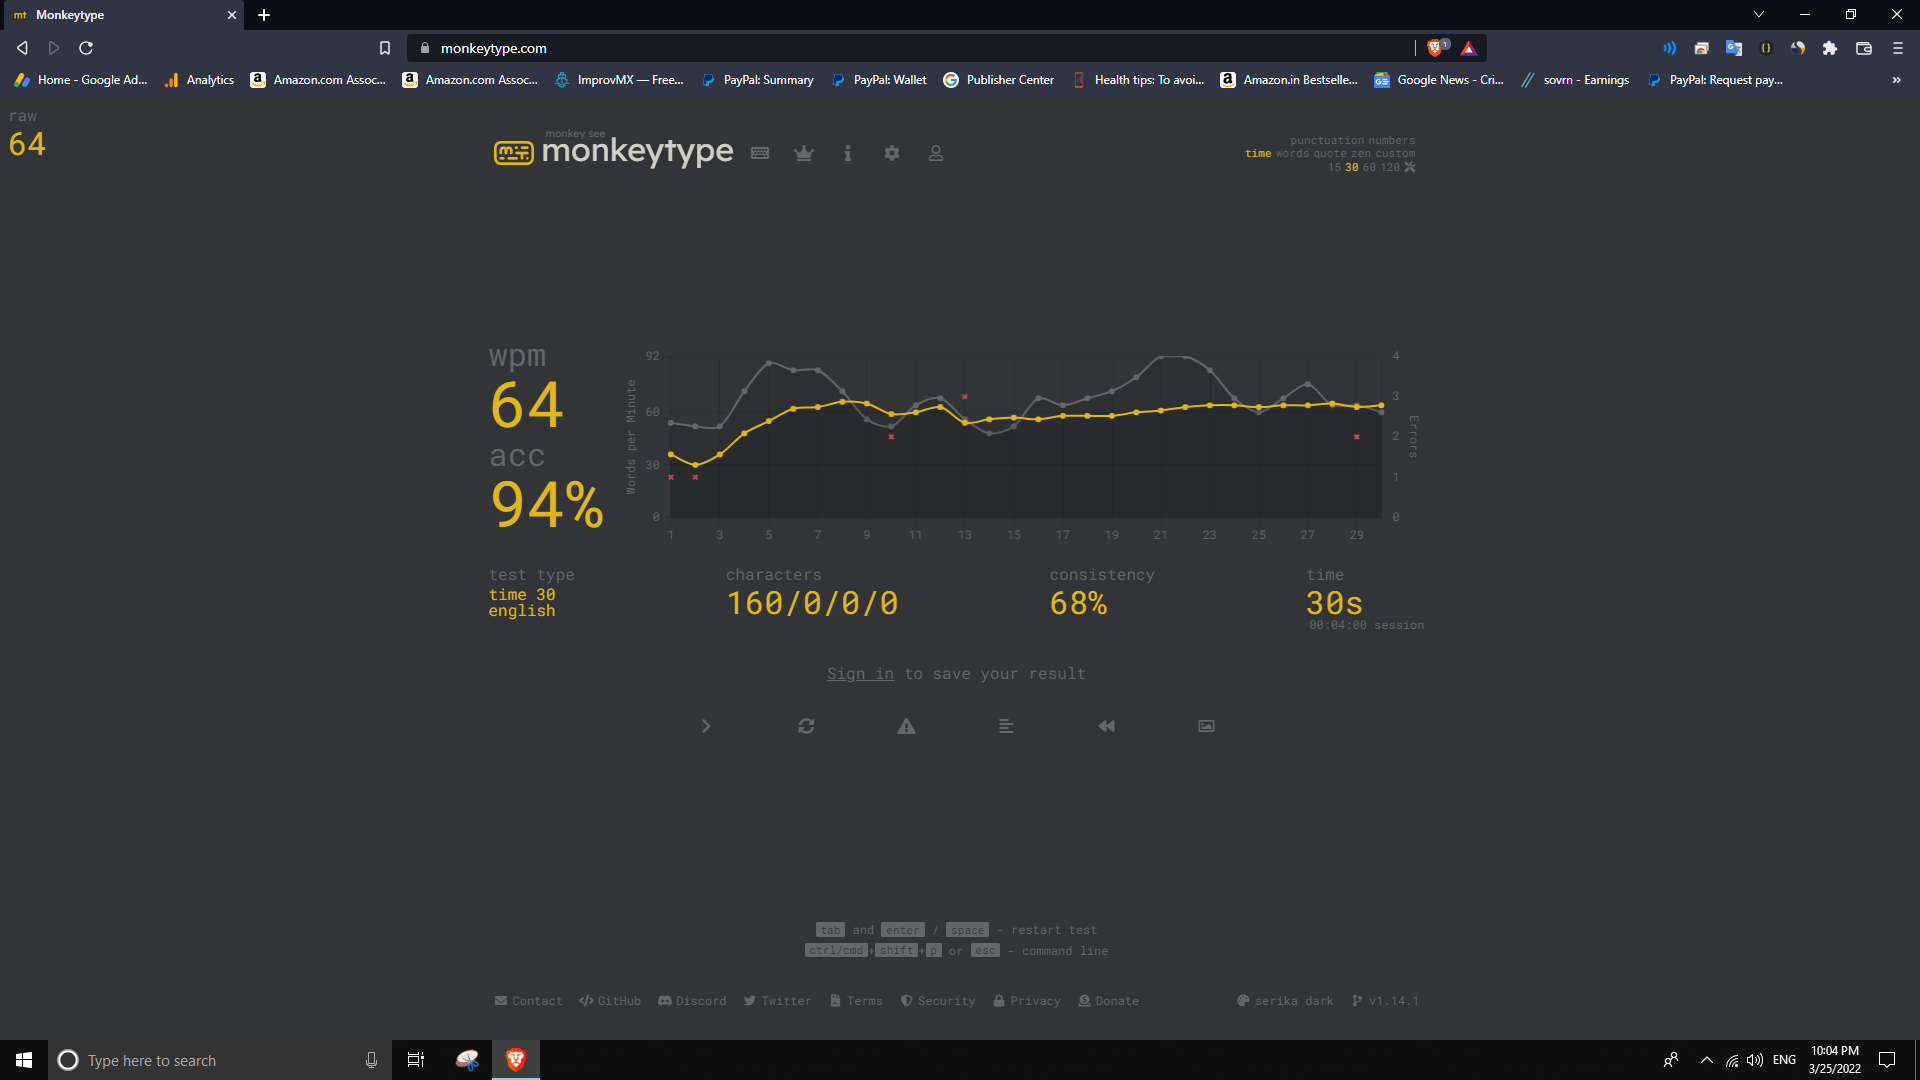 mt Monkeytype
monkeytype.com
1
Home - Google Ad... Analytics Amazon.com Assoc... Amazon.com Assoc... ImprovMX — Free... PayPal: Summary PayPal: Wallet Publisher Center Health tips: To avoi... Amazon.in Bestselle... Google News - Cri... sovrn - Earnings PayPal: Request pay... »
raw
64
monkey see
monkeytype
punctuation numbers
time words quote zen custom
15 30 60 120
wpm
64
acc
94%
92
60
30
0
Words per Minute
4
3
2
1
0
Errors
1 3 5 7 9 11 13 15 17 19 21 23 25 27 29
test type
time 30
english
characters
160/0/0/0
consistency
68%
time
30s
00:04:00 session
Sign in to save your result
tab and enter / space - restart test
ctrl/cmd+shift+p or esc - command line
Contact GitHub Discord Twitter Terms Security Privacy Donate serika dark v1.14.1
Type here to search
ENG
10:04 PM
3/25/2022